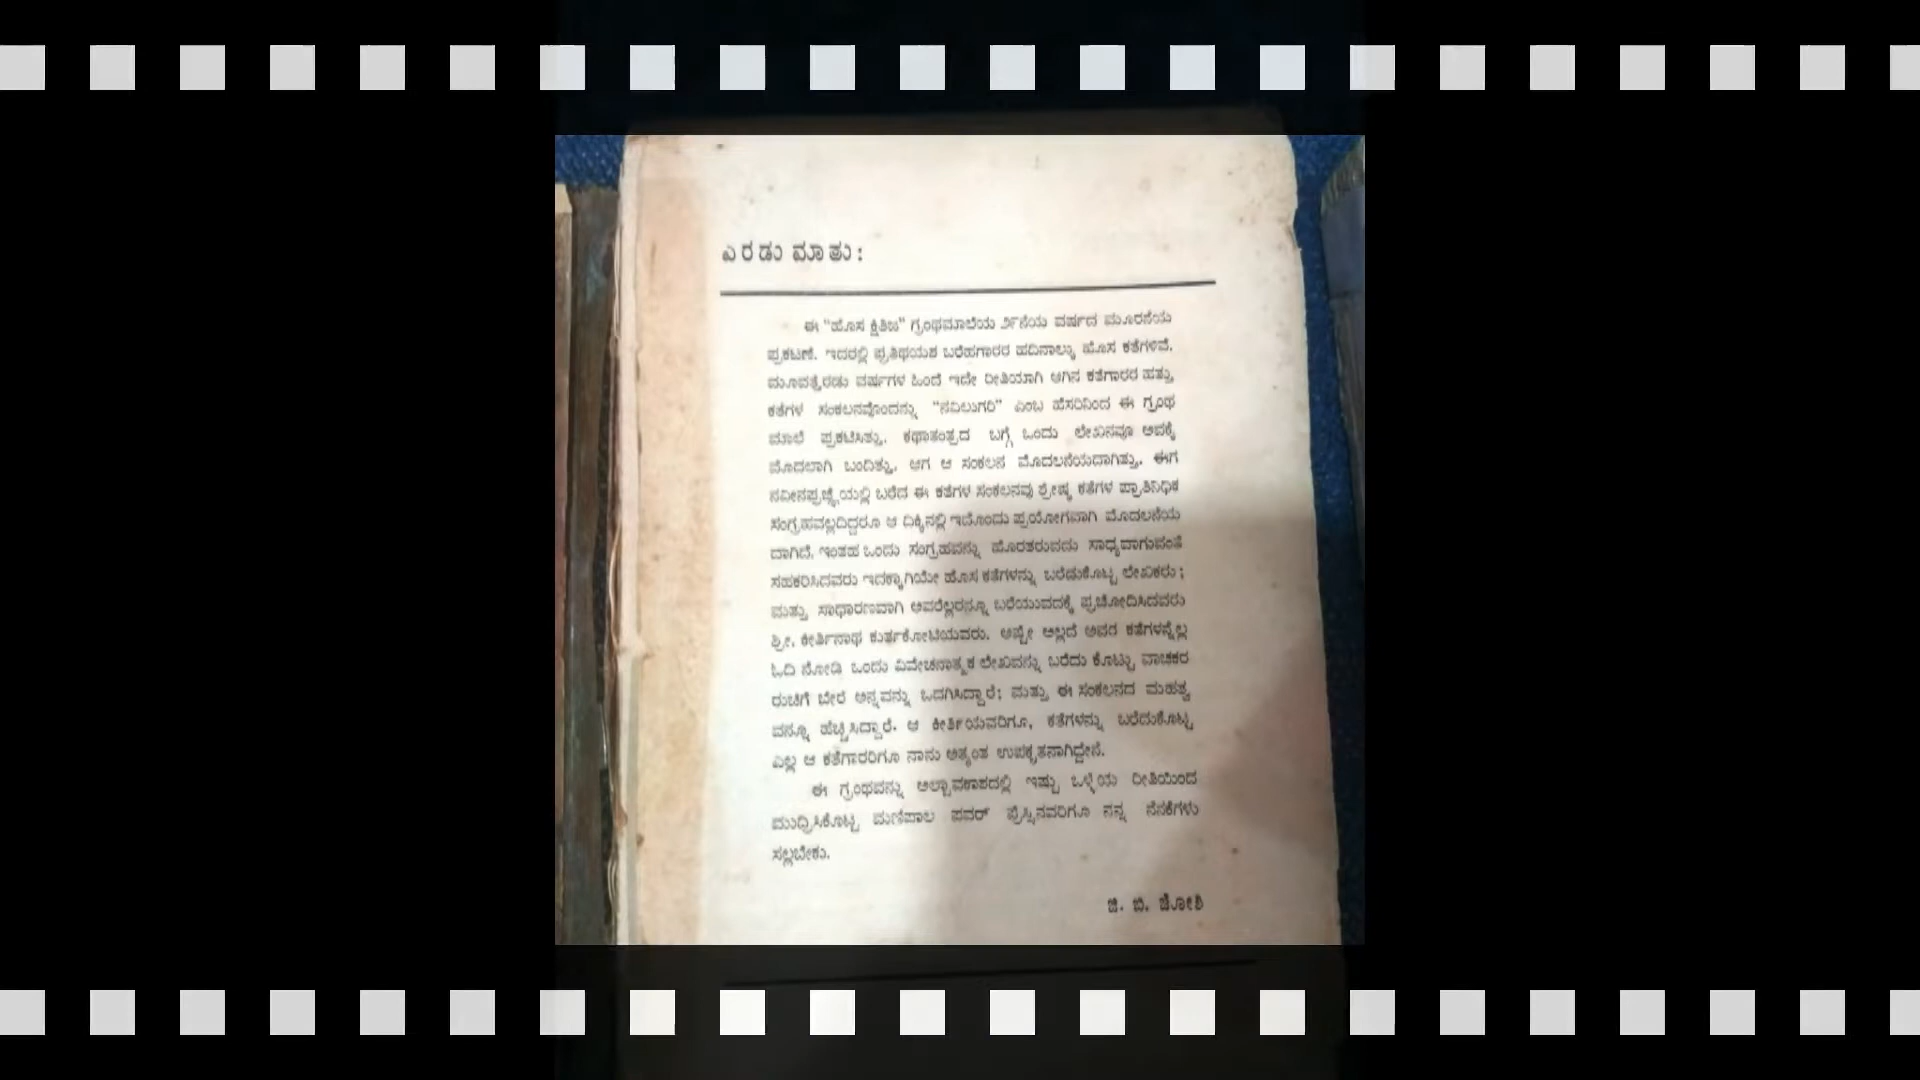 ಎರಡು ಮಾತು :
ಈ "ಹೊಸ ಕ್ಷಿತಿಜ" ಗ್ರಂಥಮಾಲೆಯ ೨೯ನೆಯ ವರ್ಷದ ಮೂರನೆಯ
ಪ್ರಕಟಣೆ. ಇದರಲ್ಲಿ ಪ್ರತಿಥಯಶ ಬರೆಹಗಾರರ ಹದಿನಾಲ್ಕು ಹೊಸ ಕತೆಗಳಿವೆ.
ಮೂವತ್ತೆರಡು ವರ್ಷಗಳ ಹಿಂದೆ ಇದೇ ರೀತಿಯಾಗಿ ಆಗಿನ ಕತೆಗಾರರ ಹತ್ತು
ಕತೆಗಳ ಸಂಕಲನವೊಂದನ್ನು "ನವಿಲುಗರಿ" ಎಂಬ ಹೆಸರಿನಿಂದ ಈ ಗ್ರಂಥ
ಮಾಲೆ ಪ್ರಕಟಿಸಿತ್ತು. ಕಥಾತಂತ್ರದ ಬಗ್ಗೆ ಒಂದು ಲೇಖನವೂ ಅದಕ್ಕೆ
ಮೊದಲಾಗಿ ಬಂದಿತ್ತು. ಆಗ ಆ ಸಂಕಲನ ಮೊದಲನೆಯದಾಗಿತ್ತು. ಈಗ
ನವೀನಪ್ರಜ್ಞೆಯಲ್ಲಿ ಬರೆದ ಈ ಕತೆಗಳ ಸಂಕಲನವು ಶ್ರೇಷ್ಠ ಕತೆಗಳ ಪ್ರಾತಿನಿಧಿಕ
ಸಂಗ್ರಹವಲ್ಲದಿದ್ದರೂ ಆ ದಿಕ್ಕಿನಲ್ಲಿ ಇದೊಂದು ಪ್ರಯೋಗವಾಗಿ ಮೊದಲನೆಯ
ದಾಗಿದೆ. ಇಂತಹ ಒಂದು ಸಂಗ್ರಹವನ್ನು ಹೊರತರುವದು ಸಾಧ್ಯವಾಗುವಂತೆ
ಸಹಕರಿಸಿದವರು ಇದಕ್ಕಾಗಿಯೇ ಹೊಸ ಕತೆಗಳನ್ನು ಬರೆದುಕೊಟ್ಟ ಲೇಖಕರು ;
ಮತ್ತು ಸಾಧಾರಣವಾಗಿ ಅವರೆಲ್ಲರನ್ನೂ ಬರೆಯುವದಕ್ಕೆ ಪ್ರಚೋದಿಸಿದವರು
ಶ್ರೀ. ಕೀರ್ತಿನಾಥ ಕುರ್ತಕೋಟಿಯವರು. ಅಷ್ಟೇ ಅಲ್ಲದೆ ಅವರ ಕತೆಗಳನ್ನೆಲ್ಲ
ಓದಿ ನೋಡಿ ಒಂದು ವಿವೇಚನಾತ್ಮಕ ಲೇಖವನ್ನು ಬರೆದು ಕೊಟ್ಟು ವಾಚಕರ
ರುಚಿಗೆ ಬೇರೆ ಅನ್ನವನ್ನು ಒದಗಿಸಿದ್ದಾರೆ; ಮತ್ತು ಈ ಸಂಕಲನದ ಮಹತ್ವ
ವನ್ನೂ ಹೆಚ್ಚಿಸಿದ್ದಾರೆ. ಆ ಕೀರ್ತಿಯವರಿಗೂ, ಕತೆಗಳನ್ನು ಬರೆದುಕೊಟ್ಟ
ಎಲ್ಲ ಆ ಕತೆಗಾರರಿಗೂ ನಾನು ಅತ್ಯಂತ ಉಪಕೃತನಾಗಿದ್ದೇನೆ.
ಈ ಗ್ರಂಥವನ್ನು ಅಲ್ಪಾವಕಾಶದಲ್ಲಿ ಇಷ್ಟು ಒಳ್ಳೆಯ ರೀತಿಯಿಂದ
ಮುದ್ರಿಸಿಕೊಟ್ಟ ಮಣಿಪಾಲ ಪವರ್ ಪ್ರೆಸ್ಸಿನವರಿಗೂ ನನ್ನ ನೆನಕೆಗಳು
ಸಲ್ಲಬೇಕು.
ಜಿ. ಬಿ. ಜೋಶಿ